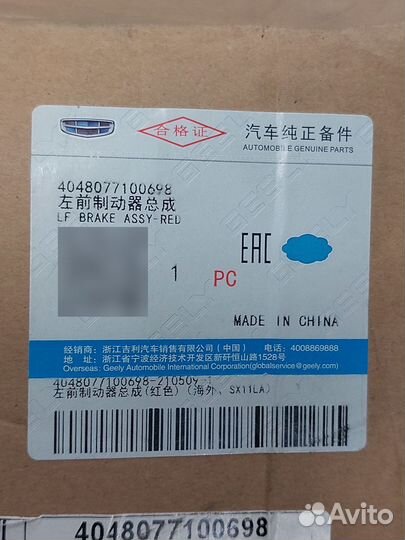 合格证
汽车纯正备件
AUTOMOBILE GENUINE PARTS
4048077100698
左前制动器总成
LF BRAKE ASSY-RED
EAC
1 PC
MADE IN CHINA
经销商：浙江吉利汽车销售有限公司（中国） 电话：4008869888
地 址：浙江省宁波经济技术开发区新矸恒山路1528号
Overseas: Geely Automobile International Corporation(globalservice@geely.com)
4048077100698-210509-
左前制动器总成(红色)（海外、SX11LA）
4048077100698
Avito